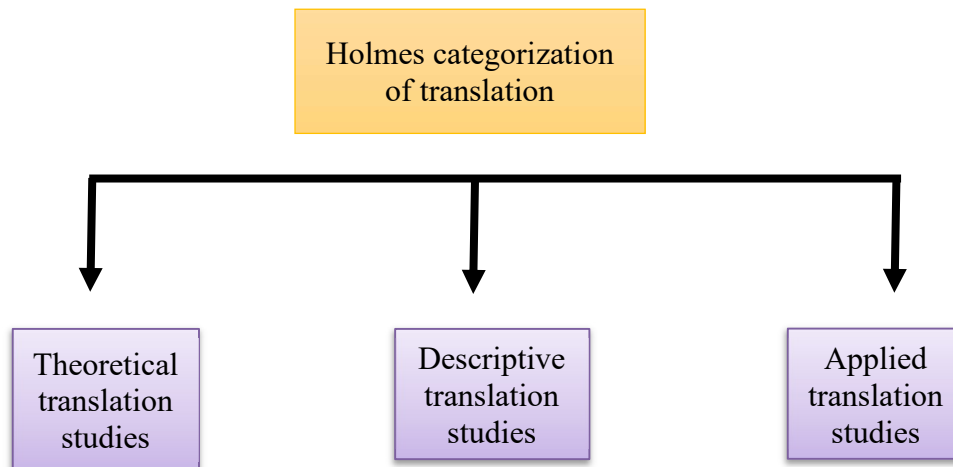 Holmes categorization
of translation
Theoretical
translation
studies
Descriptive
translation
studies
Applied
translation
studies